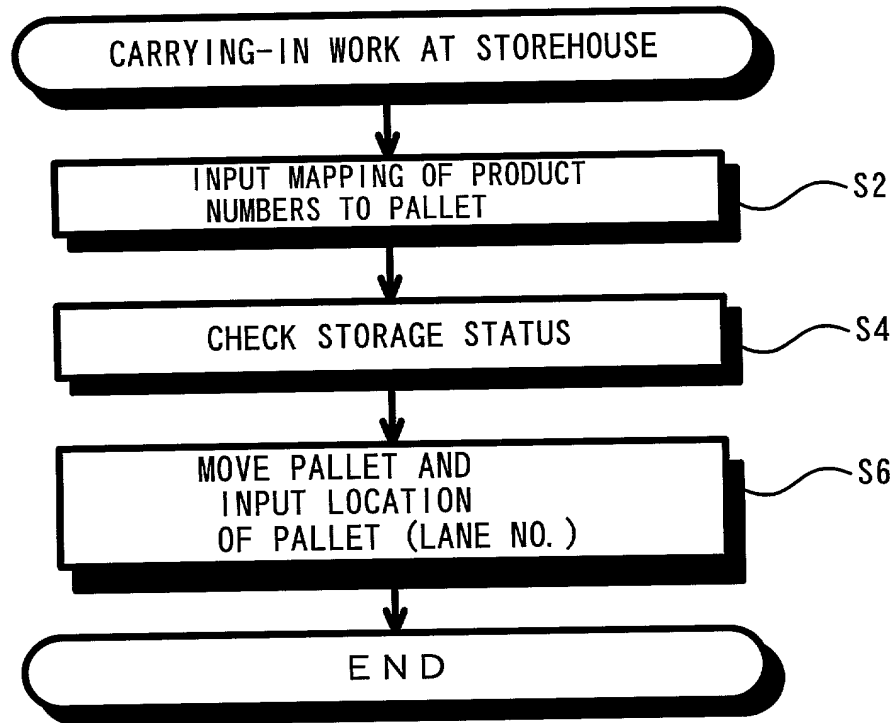 CARRYING-IN WORK AT STOREHOUSE
INPUT MAPPING OF PRODUCT
NUMBERS TO PALLET
S2
CHECK STORAGE STATUS
S4
MOVE PALLET AND
INPUT LOCATION
OF PALLET (LANE NO.)
S6
END